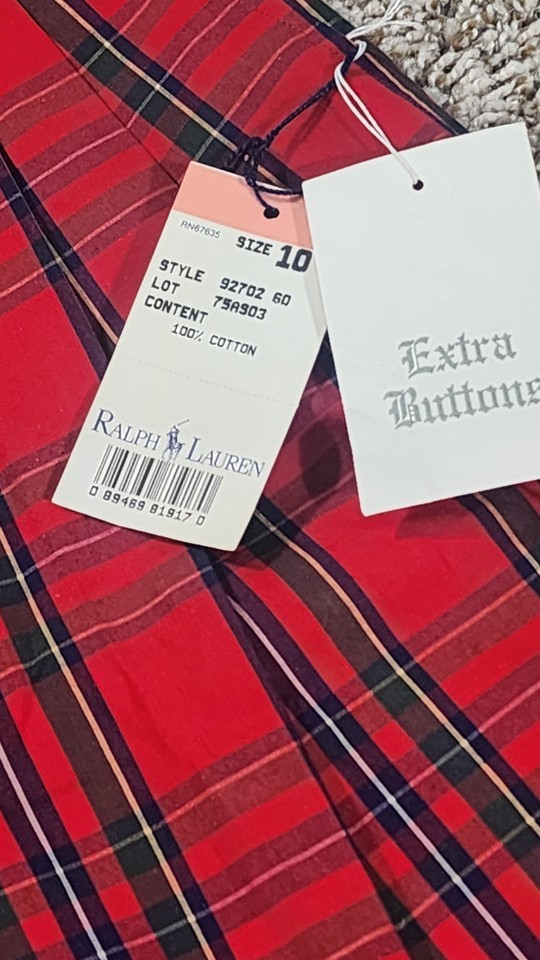 RN67635
SIZE 10
STYLE 92702 60
LOT 75A903
CONTENT
100% COTTON
RALPH LAUREN
0 89469 81917 0
Extra
Buttons